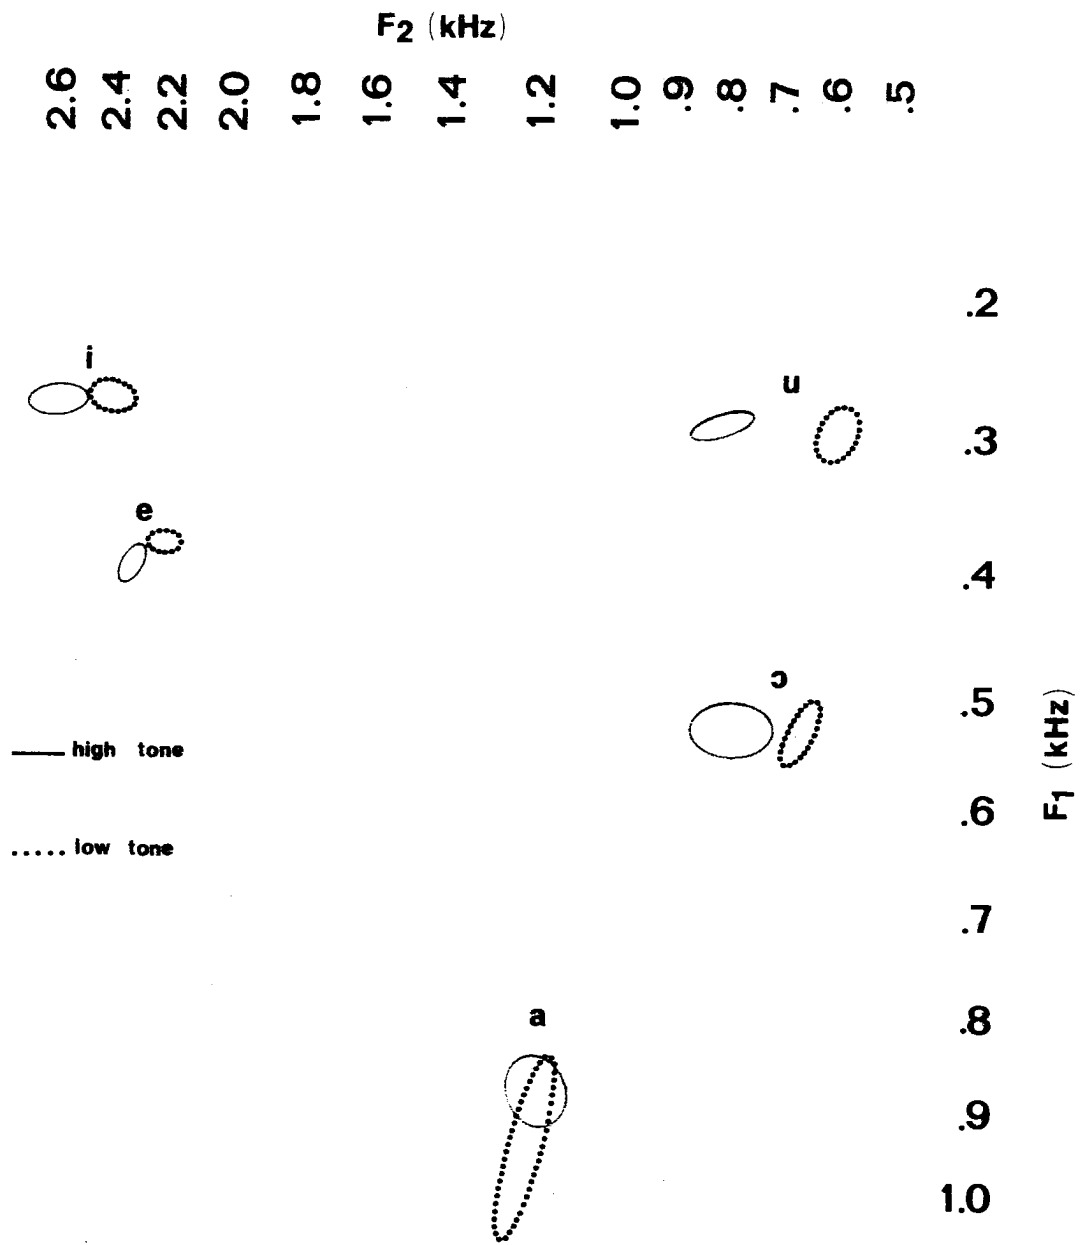 F2 (kHz)
2.6 2.4 2.2 2.0 1.8 1.6 1.4 1.2 1.0 .9 .8 .7 .6 .5
.2
i
u
.3
e
.4
ɔ
.5
high tone
F1 (kHz)
.6
low tone
.7
a
.8
.9
1.0